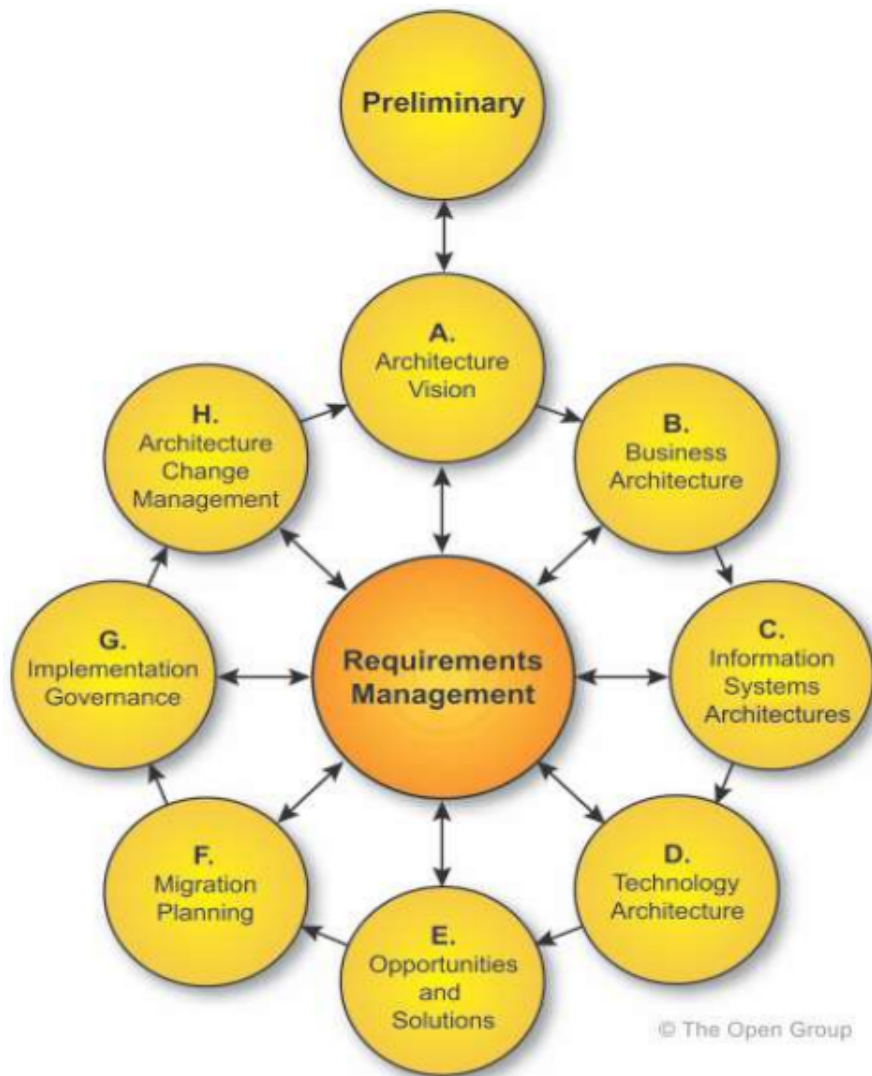 Preliminary
A.
Architecture
Vision
B.
Business
Architecture
C.
Information
Systems
Architectures
D.
Technology
Architecture
E.
Opportunities
and
Solutions
F.
Migration
Planning
G.
Implementation
Governance
H.
Architecture
Change
Management
Requirements
Management
© The Open Group